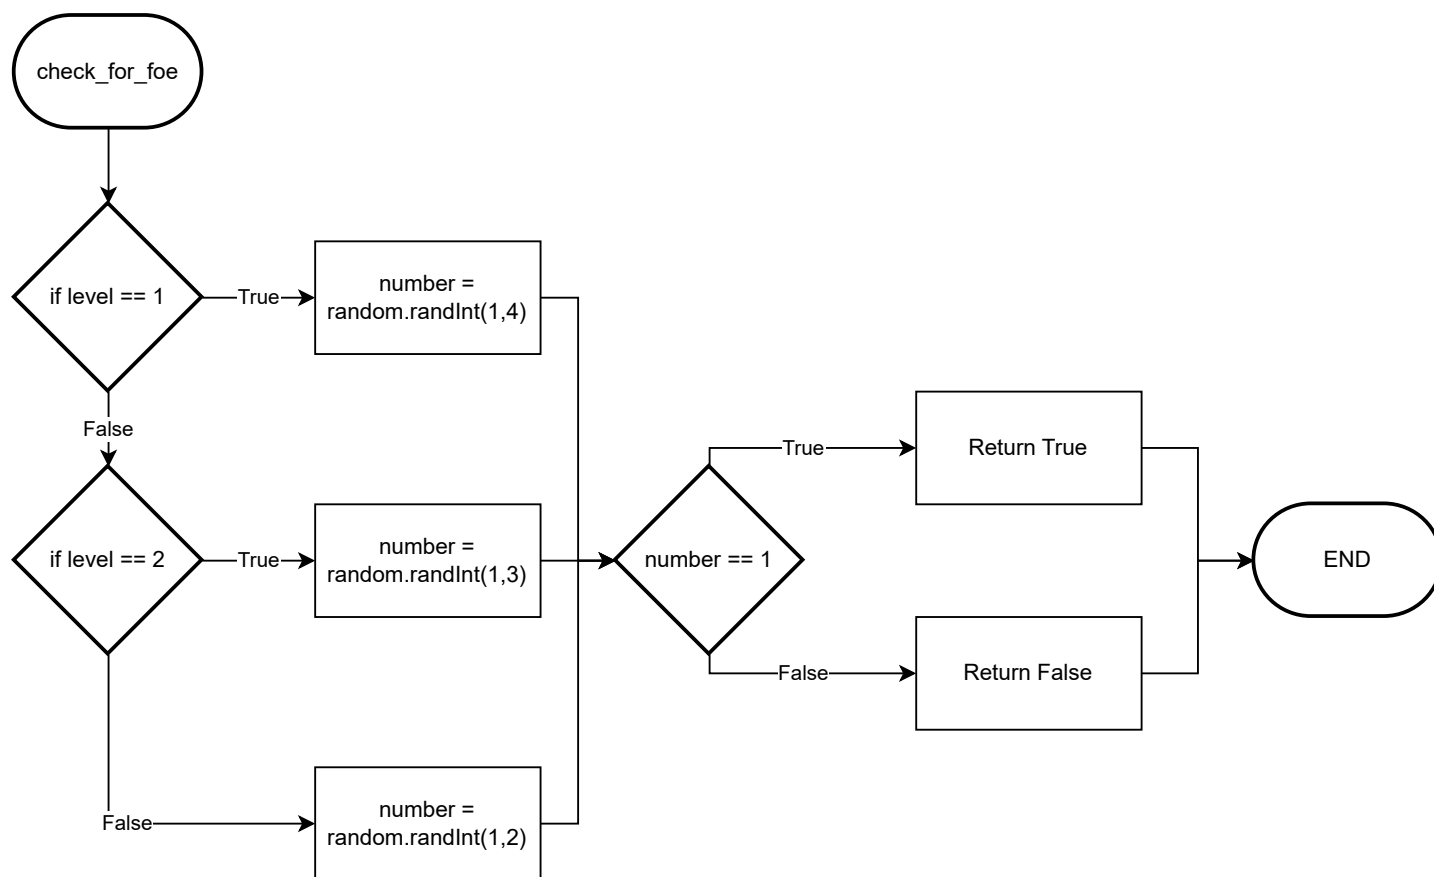 check_for_foe
if level == 1
True
number =
random.randInt(1,4)
False
if level == 2
True
number =
random.randInt(1,3)
False
number =
random.randInt(1,2)
number == 1
True
Return True
False
Return False
END